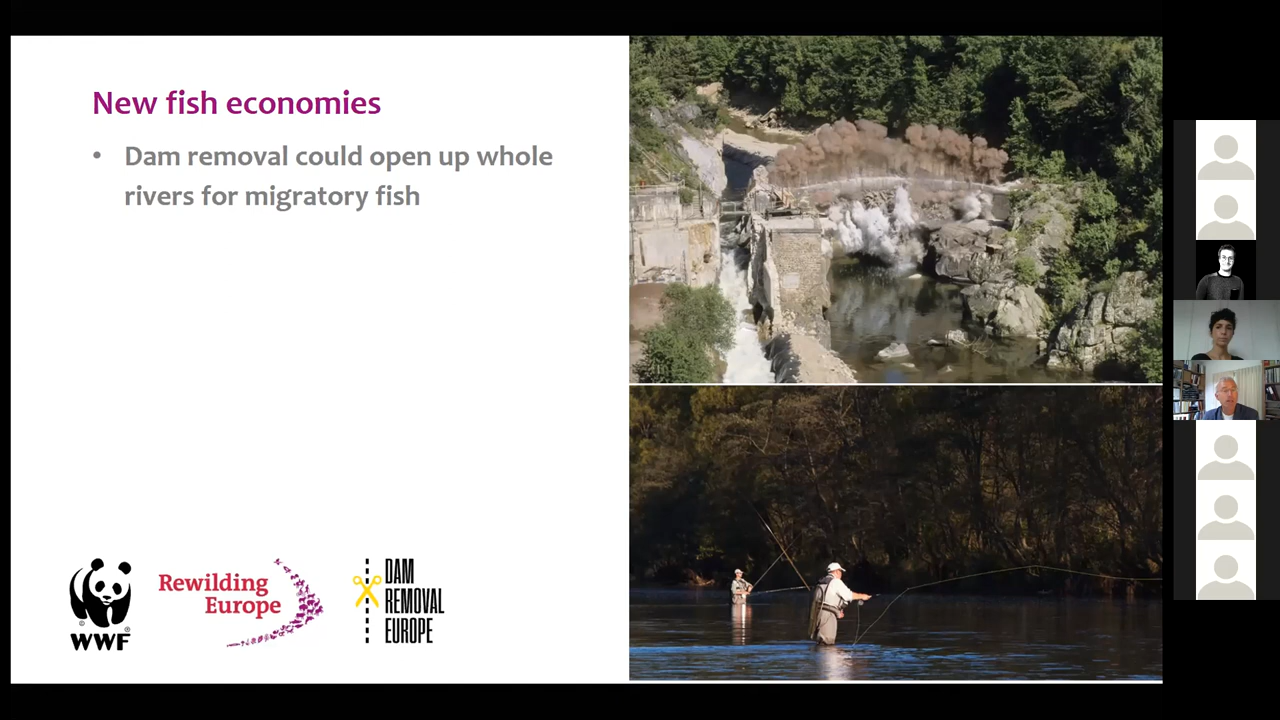 New fish economies
• Dam removal could open up whole
rivers for migratory fish
WWF
Rewilding
Europe
DAM
REMOVAL
EUROPE